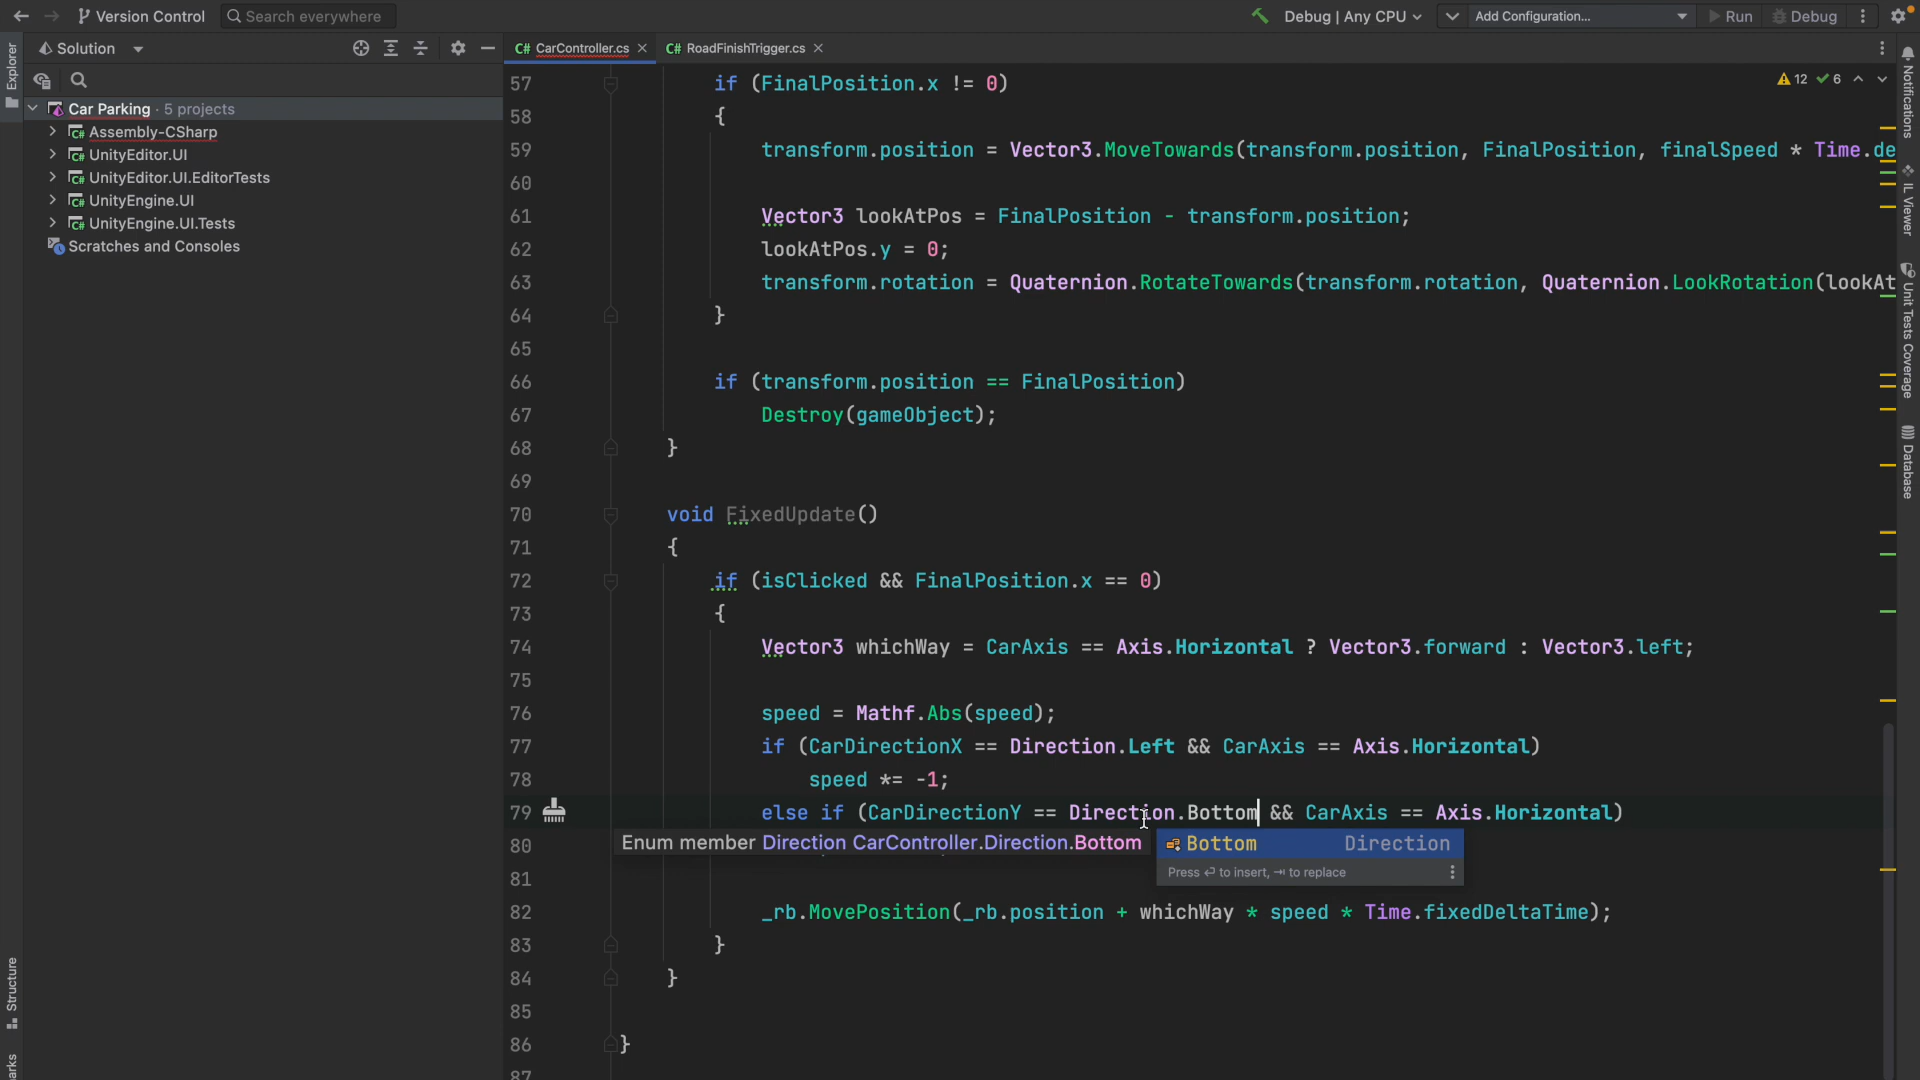 Version Control
Search everywhere
Debug | Any CPU
Add Configuration...
Run
Debug
Explorer
Solution
CarController.cs
RoadFinishTrigger.cs
Notifications
Car Parking · 5 projects
Assembly-CSharp
UnityEditor.UI
UnityEditor.UI.EditorTests
UnityEngine.UI
UnityEngine.UI.Tests
Scratches and Consoles
12
6
57 if (FinalPosition.x != 0)
58 {
59 transform.position = Vector3.MoveTowards(transform.position, FinalPosition, finalSpeed * Time.de
60
61 Vector3 lookAtPos = FinalPosition - transform.position;
62 lookAtPos.y = 0;
63 transform.rotation = Quaternion.RotateTowards(transform.rotation, Quaternion.LookRotation(lookAt
64 }
65
66 if (transform.position == FinalPosition)
67 Destroy(gameObject);
68 }
69
70 void FixedUpdate()
71 {
72 if (isClicked && FinalPosition.x == 0)
73 {
74 Vector3 whichWay = CarAxis == Axis.Horizontal ? Vector3.forward : Vector3.left;
75
76 speed = Mathf.Abs(speed);
77 if (CarDirectionX == Direction.Left && CarAxis == Axis.Horizontal)
78 speed *= -1;
79 else if (CarDirectionY == Direction.Bottom && CarAxis == Axis.Horizontal)
80
Enum member Direction CarController.Direction.Bottom
Bottom Direction
Press ↵ to insert, ⇥ to replace
81
82 _rb.MovePosition(_rb.position + whichWay * speed * Time.fixedDeltaTime);
83 }
84 }
85
86 }
87
IL Viewer
Unit Tests Coverage
Database
Structure
arks